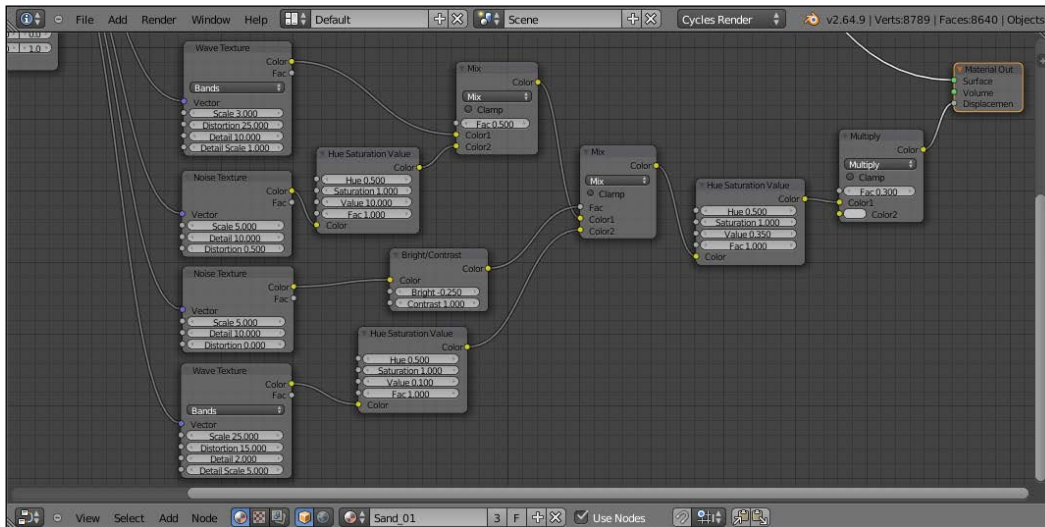 File Add Render Window Help Default Scene Cycles Render v2.64.9 | Verts:8789 | Faces:8640 | Objects
0.0
1.0
Wave Texture
Color
Fac
Bands
Vector
Scale 3.000
Distortion 25.000
Detail 10.000
Detail Scale 1.000
Noise Texture
Color
Fac
Vector
Scale 5.000
Detail 10.000
Distortion 0.500
Noise Texture
Color
Fac
Vector
Scale 5.000
Detail 10.000
Distortion 0.000
Wave Texture
Color
Fac
Bands
Vector
Scale 25.000
Distortion 15.000
Detail 2.000
Detail Scale 5.000
Hue Saturation Value
Color
Hue 0.500
Saturation 1.000
Value 10.000
Fac 1.000
Color
Bright/Contrast
Color
Color
Bright -0.250
Contrast 1.000
Hue Saturation Value
Color
Hue 0.500
Saturation 1.000
Value 0.100
Fac 1.000
Color
Mix
Color
Mix
Clamp
Fac 0.500
Color1
Color2
Mix
Color
Mix
Clamp
Fac
Color1
Color2
Hue Saturation Value
Color
Hue 0.500
Saturation 1.000
Value 0.350
Fac 1.000
Color
Multiply
Color
Multiply
Clamp
Fac 0.300
Color1
Color2
Material Out
Surface
Volume
Displacemen
View Select Add Node Sand_01 3 F Use Nodes